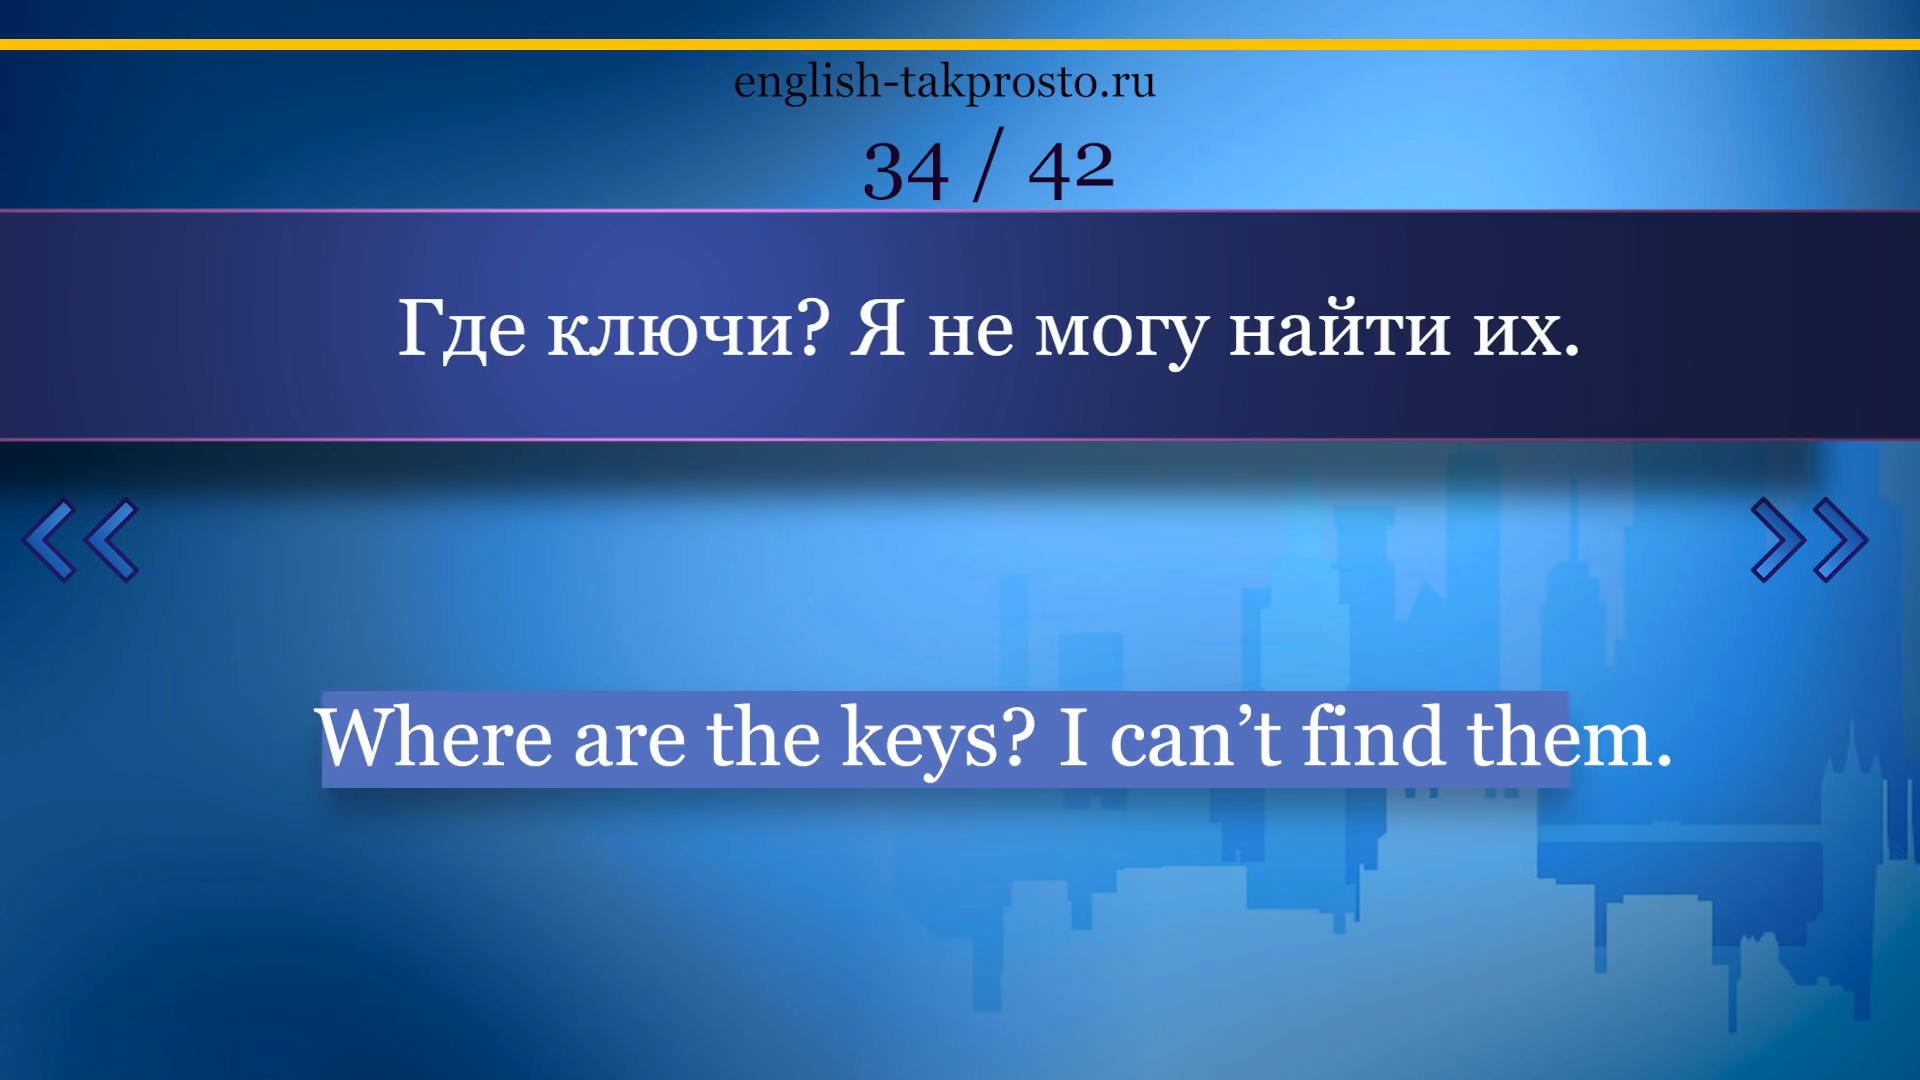 english-takprosto.ru
34 / 42
Где ключи? Я не могу найти их.
Where are the keys? I can’t find them.